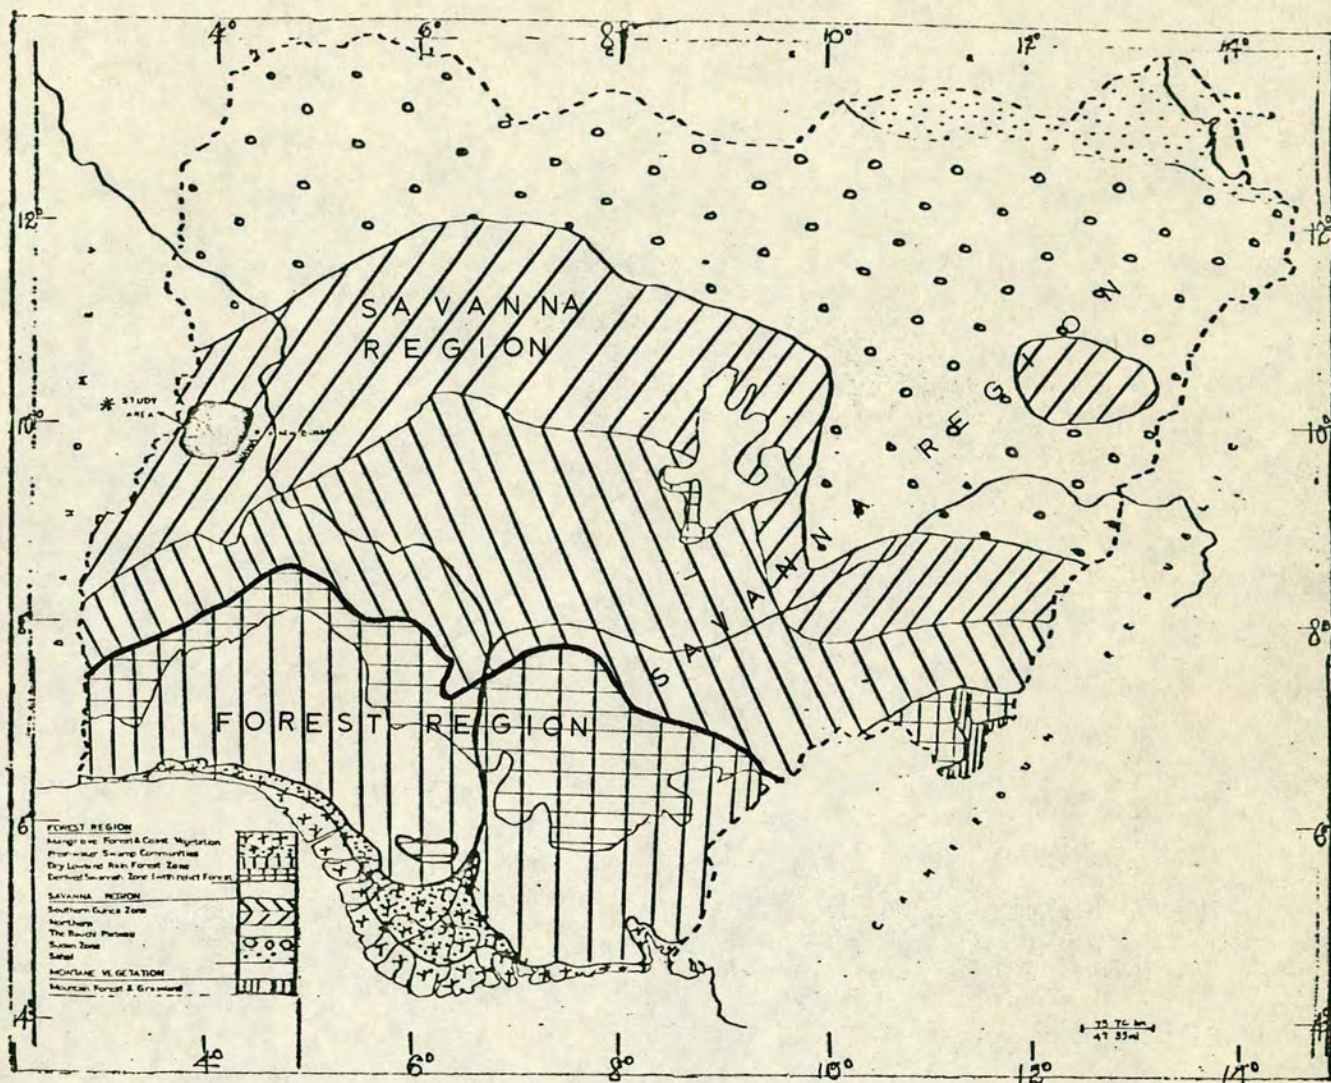 4° 6° 8° 10° 12° 14°
12° 12°
SAVANNA
REGION
* STUDY
AREA
10° 10°
SAVANNA REGION
8° 8°
FOREST REGION
6° 6°
FOREST REGION
Mangrove Forest & Coast Vegetation
Freshwater Swamp Communities
Dry Lowland Rain Forest Zone
Derived Savannah Zone (with relict Forest
SAVANNA REGION
Southern Guinea Zone
Northern
The Bauchi Plateau
Sudan Zone
Sahel
MONTANE VEGETATION
Mountain Forest & Grassland
4°
4° 6° 8° 10° 12° 14°